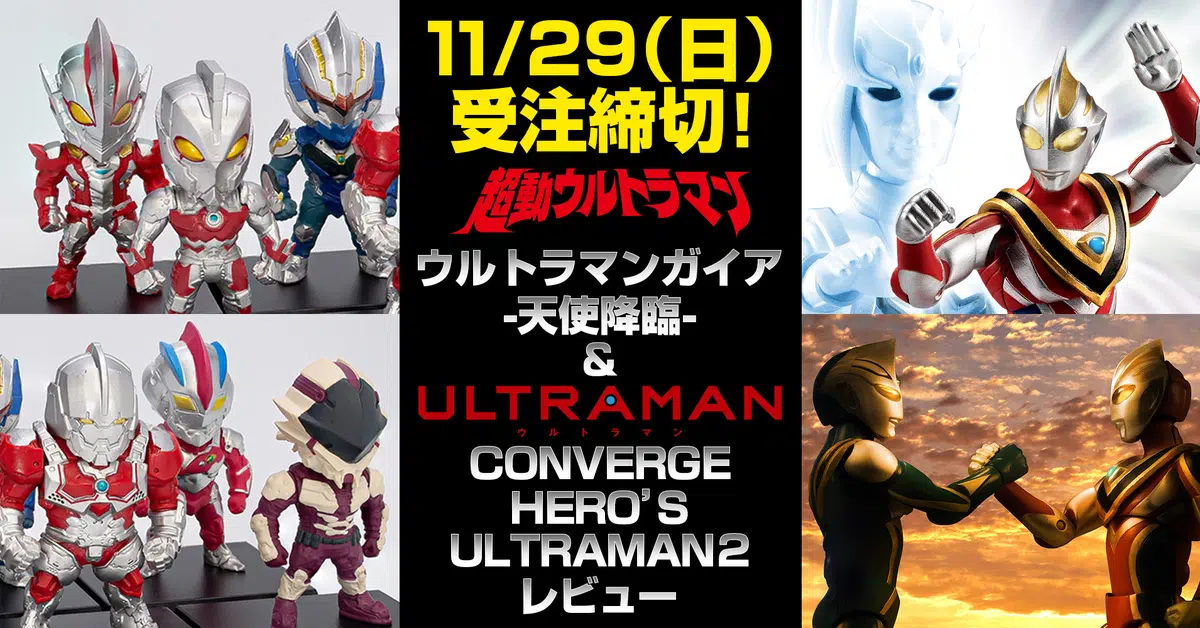 11/29(日)
受注締切!
超動ウルトラマン
ウルトラマンガイア
-天使降臨-
&
ULTRAMAN
ウルトラマン
CONVERGE
HERO'S
ULTRAMAN2
レビュー